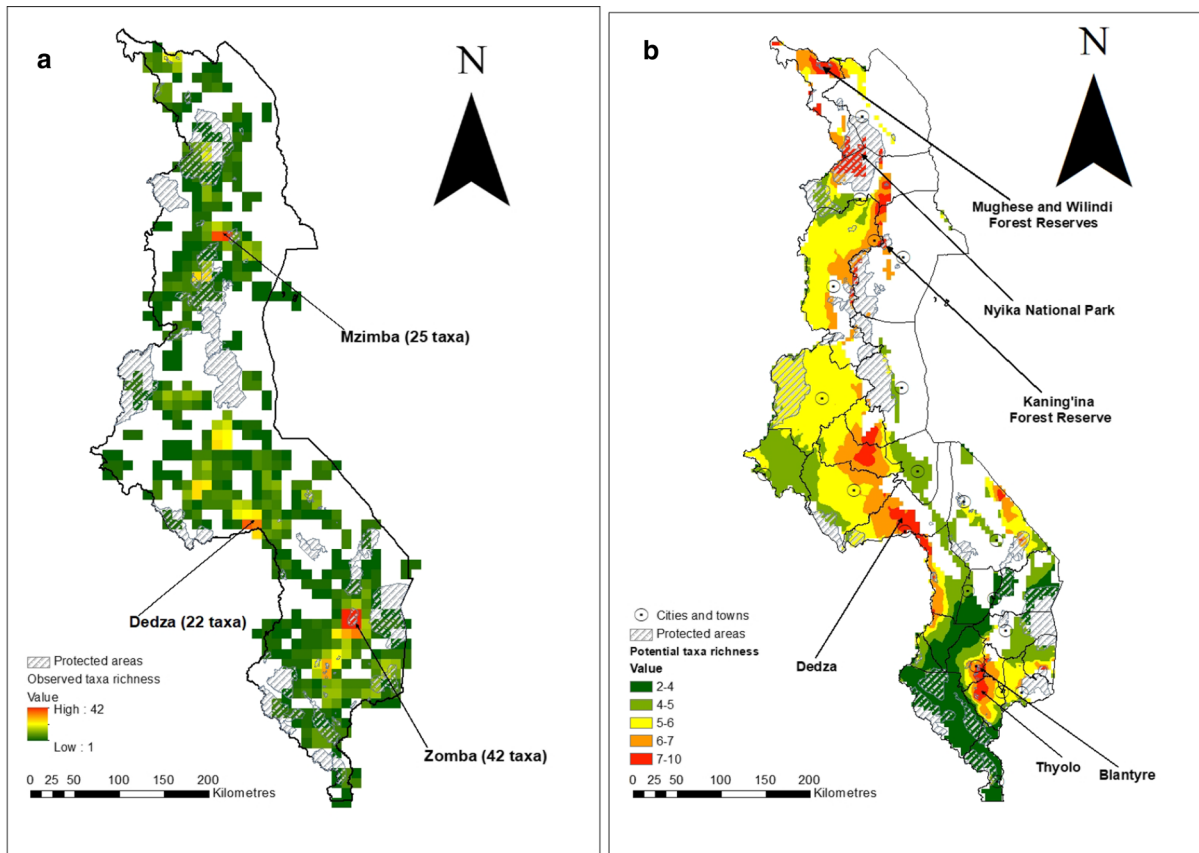 a
N
Mzimba (25 taxa)
Dedza (22 taxa)
Protected areas
Observed taxa richness
Value
High : 42
Low : 1
Zomba (42 taxa)
0 25 50 100 150 200
Kilometres
b
N
Mughese and Wilindi
Forest Reserves
Nyika National Park
Kaning'ina
Forest Reserve
Cities and towns
Protected areas
Potential taxa richness
Value
2-4
4-5
5-6
6-7
7-10
Dedza
Thyolo
Blantyre
0 25 50 100 150 200
Kilometres